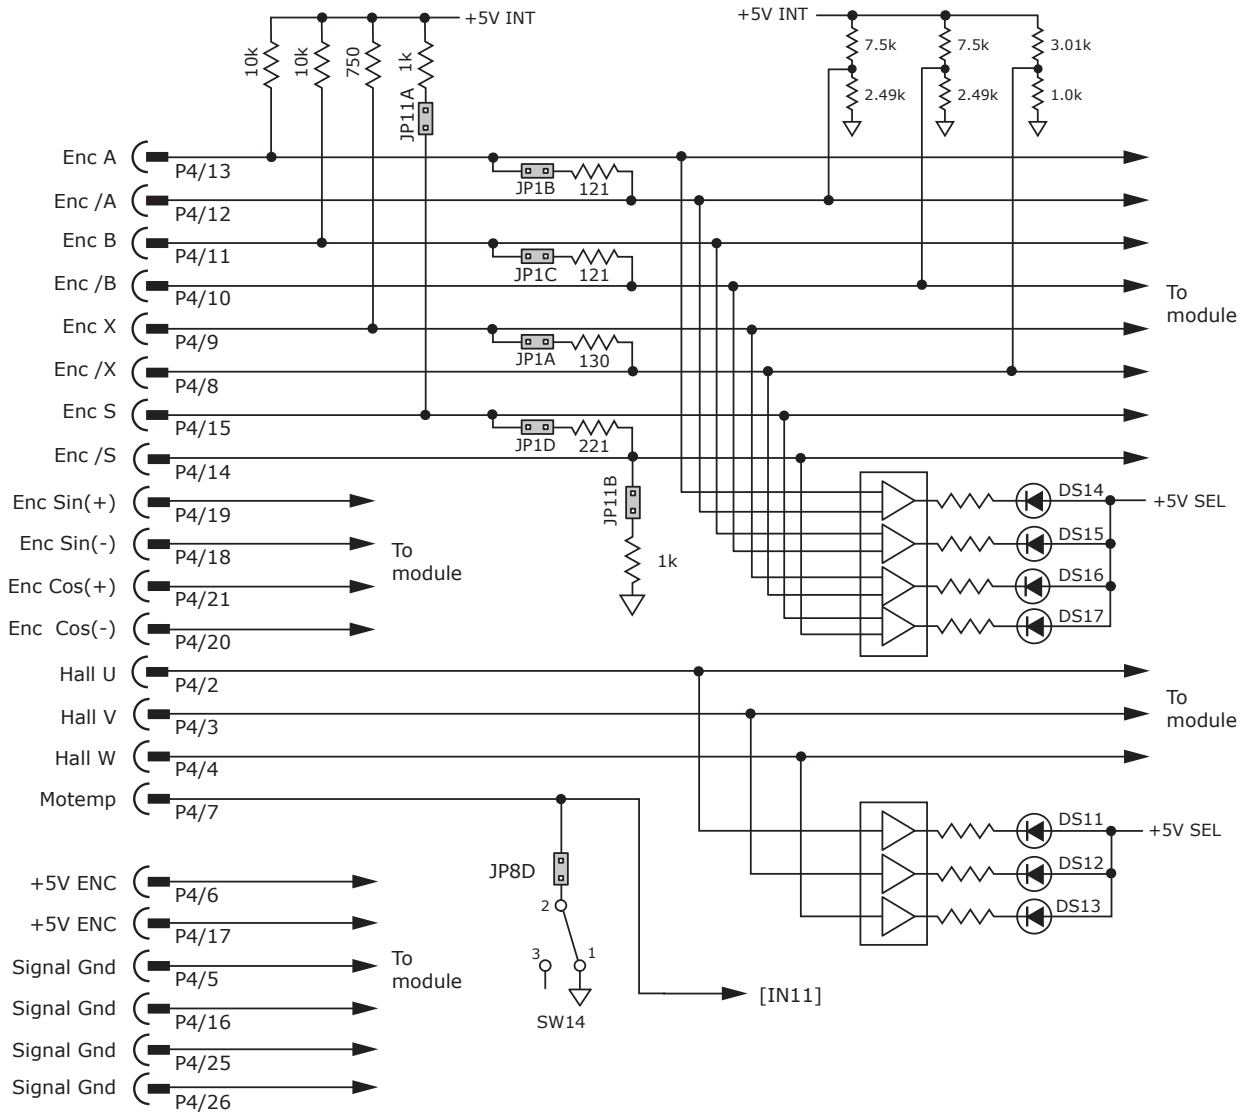 +5V INT
+5V INT
10k
10k
750
1k
JP11A
7.5k
7.5k
3.01k
2.49k
2.49k
1.0k
Enc A
P4/13
JP1B
121
Enc /A
P4/12
Enc B
P4/11
JP1C
121
Enc /B
P4/10
To
module
Enc X
P4/9
JP1A
130
Enc /X
P4/8
Enc S
P4/15
JP1D
221
Enc /S
P4/14
JP11B
1k
Enc Sin(+)
P4/19
Enc Sin(-)
P4/18
Enc Cos(+)
P4/21
Enc Cos(-)
P4/20
To
module
DS14
+5V SEL
DS15
DS16
DS17
Hall U
P4/2
Hall V
P4/3
Hall W
P4/4
To
module
Motemp
P4/7
JP8D
2
3
1
SW14
[IN11]
DS11
+5V SEL
DS12
DS13
+5V ENC
P4/6
+5V ENC
P4/17
Signal Gnd
P4/5
To
module
Signal Gnd
P4/16
Signal Gnd
P4/25
Signal Gnd
P4/26